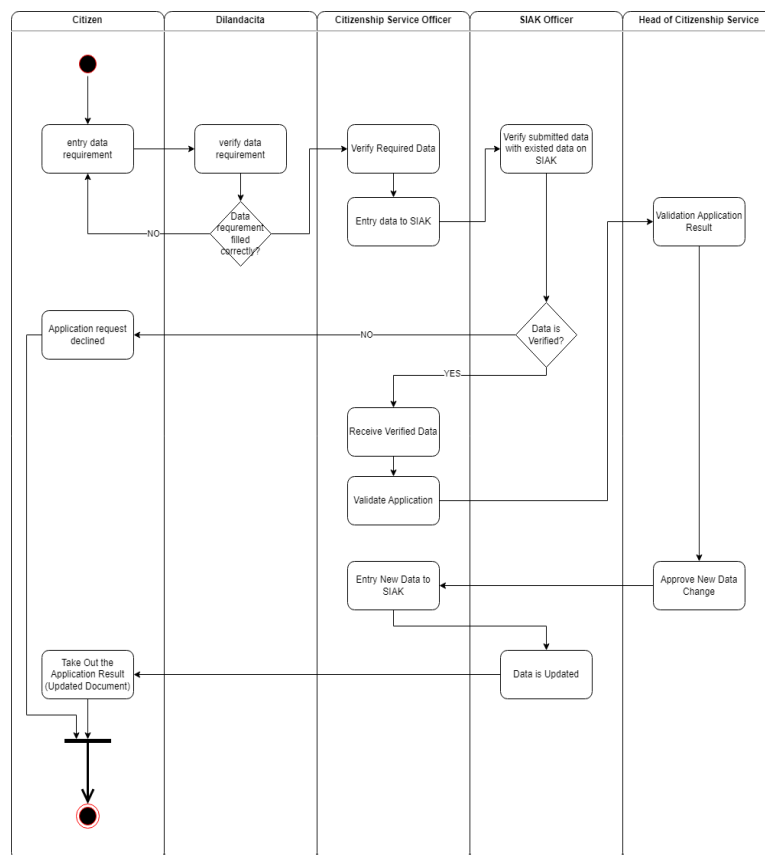 Citizen
Dilandacita
Citizenship Service Officer
SIAK Officer
Head of Citizenship Service
entry data
requirement
verify data
requirement
Verify Required Data
Verify submitted data
with existed data on
SIAK
Data
requrement
filled
correctly?
NO
Entry data to SIAK
Validation Application
Result
Application request
declined
NO
Data is
Verified?
YES
Receive Verified Data
Validate Application
Entry New Data to
SIAK
Approve New Data
Change
Take Out the
Application Result
(Updated Document)
Data is Updated